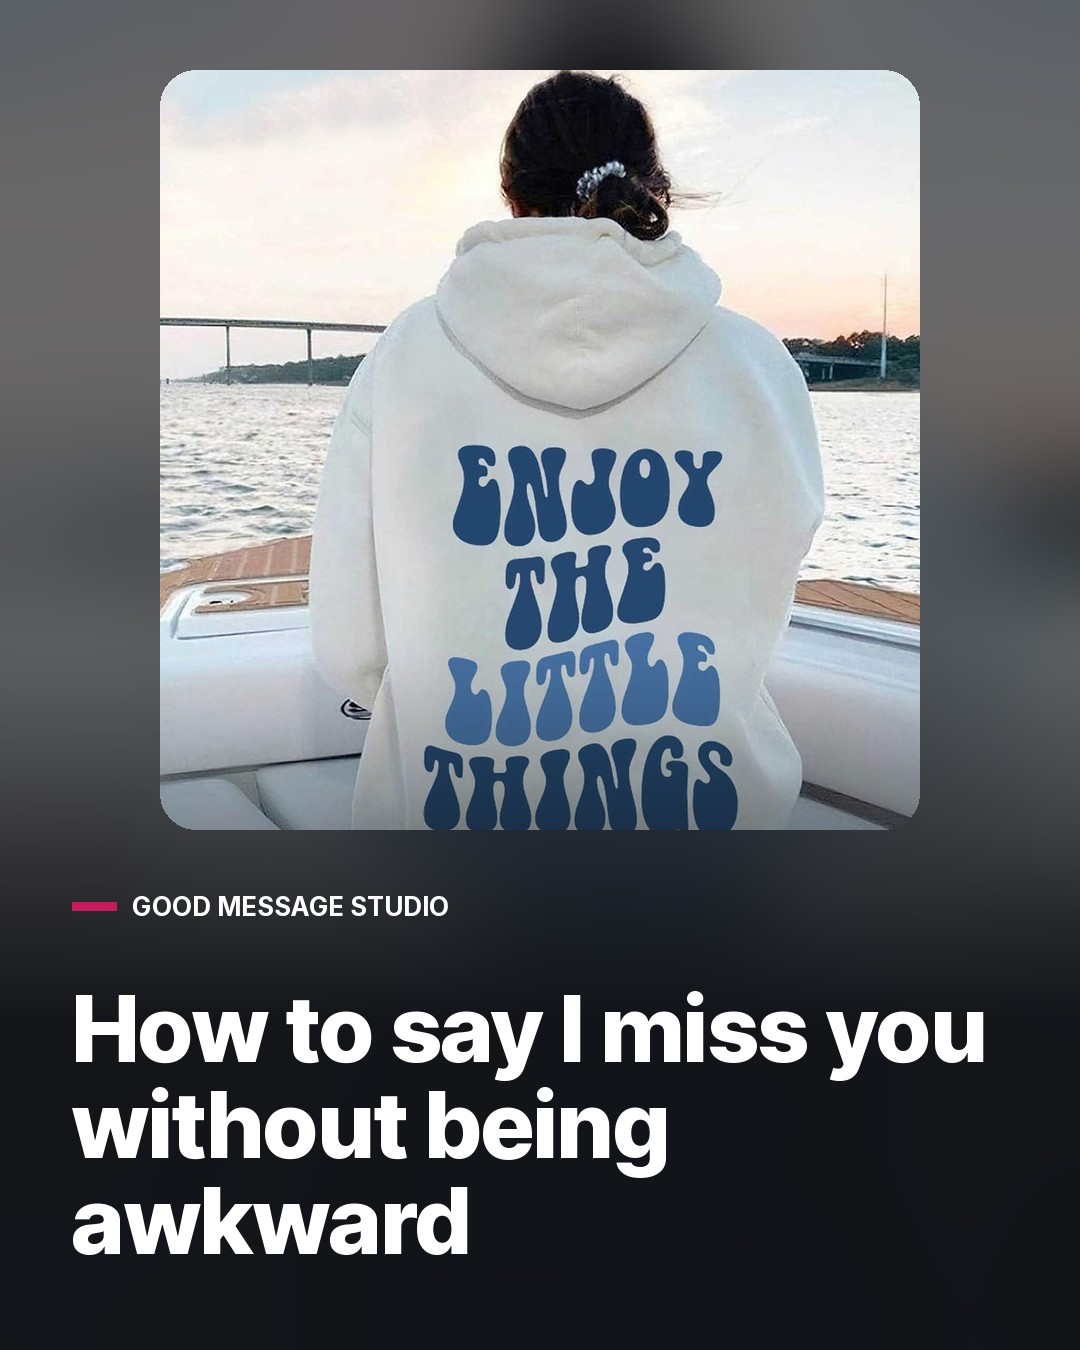 ENJOY
THE
LITTLE
THINGS
GOOD MESSAGE STUDIO
How to say I miss you
without being
awkward